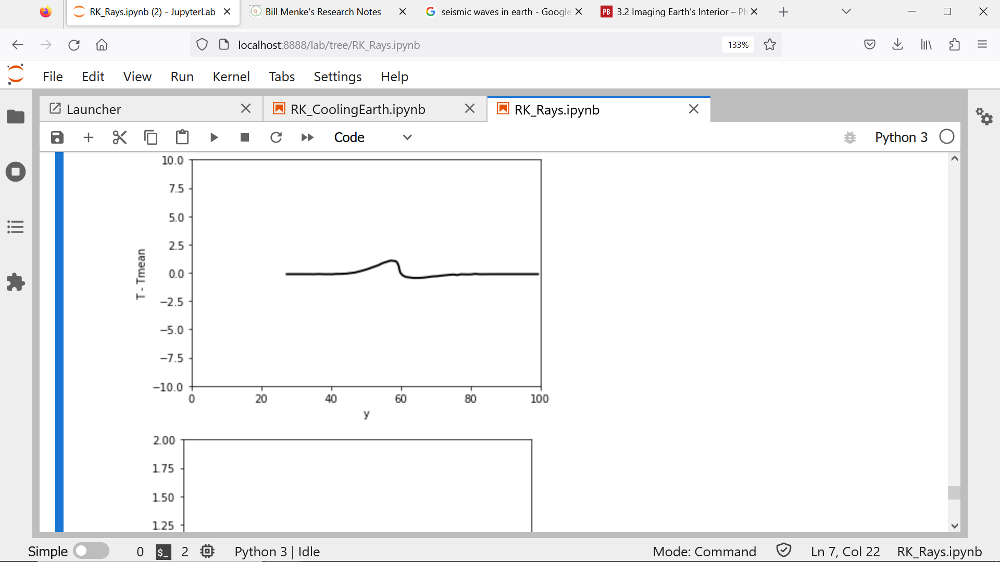 RK_Rays.ipynb (2) - JupyterLab
Bill Menke's Research Notes
seismic waves in earth - Google
PB 3.2 Imaging Earth's Interior – Ph
localhost:8888/lab/tree/RK_Rays.ipynb
133%
File Edit View Run Kernel Tabs Settings Help
Launcher
RK_CoolingEarth.ipynb
RK_Rays.ipynb
Code
Python 3
10.0
7.5
5.0
2.5
0.0
−2.5
−5.0
−7.5
−10.0
T - Tmean
0 20 40 60 80 100
y
2.00
1.75
1.50
1.25
Simple 0 $_ 2 Python 3 | Idle Mode: Command Ln 7, Col 22 RK_Rays.ipynb